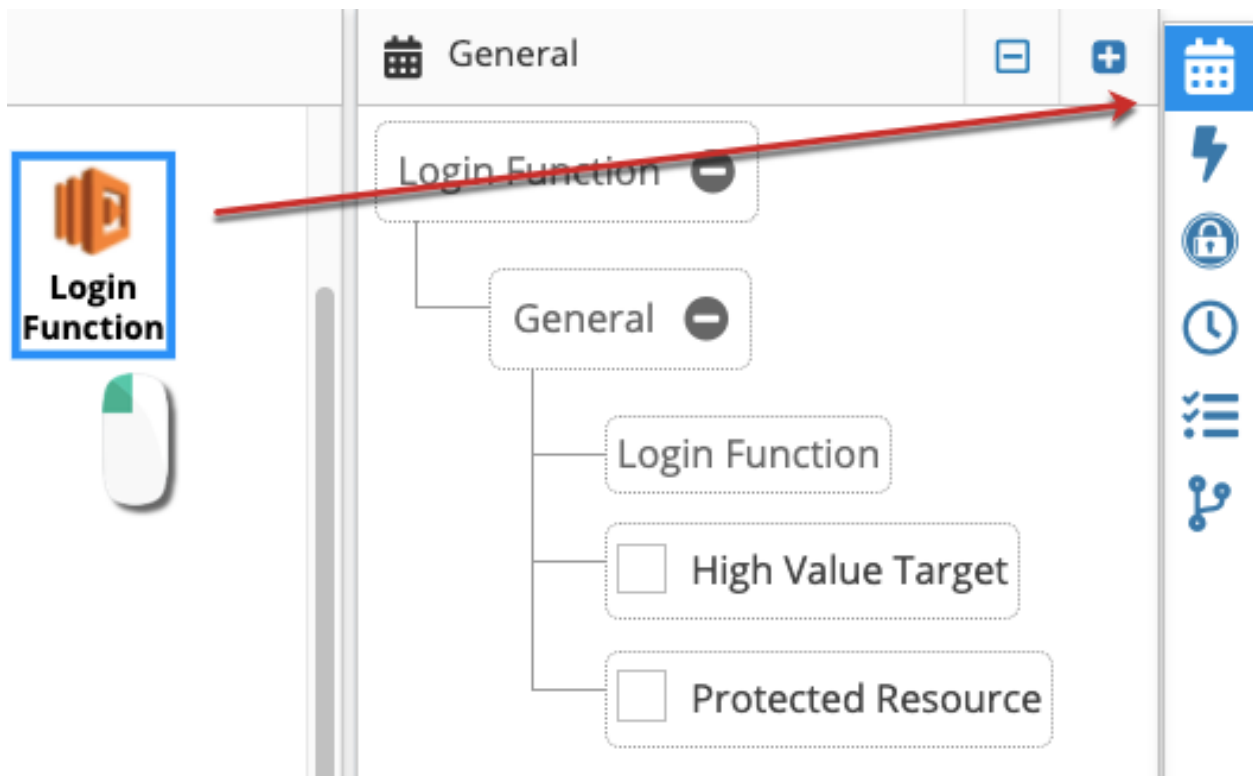 General
Login Function
Login
Function
General
Login Function
High Value Target
Protected Resource